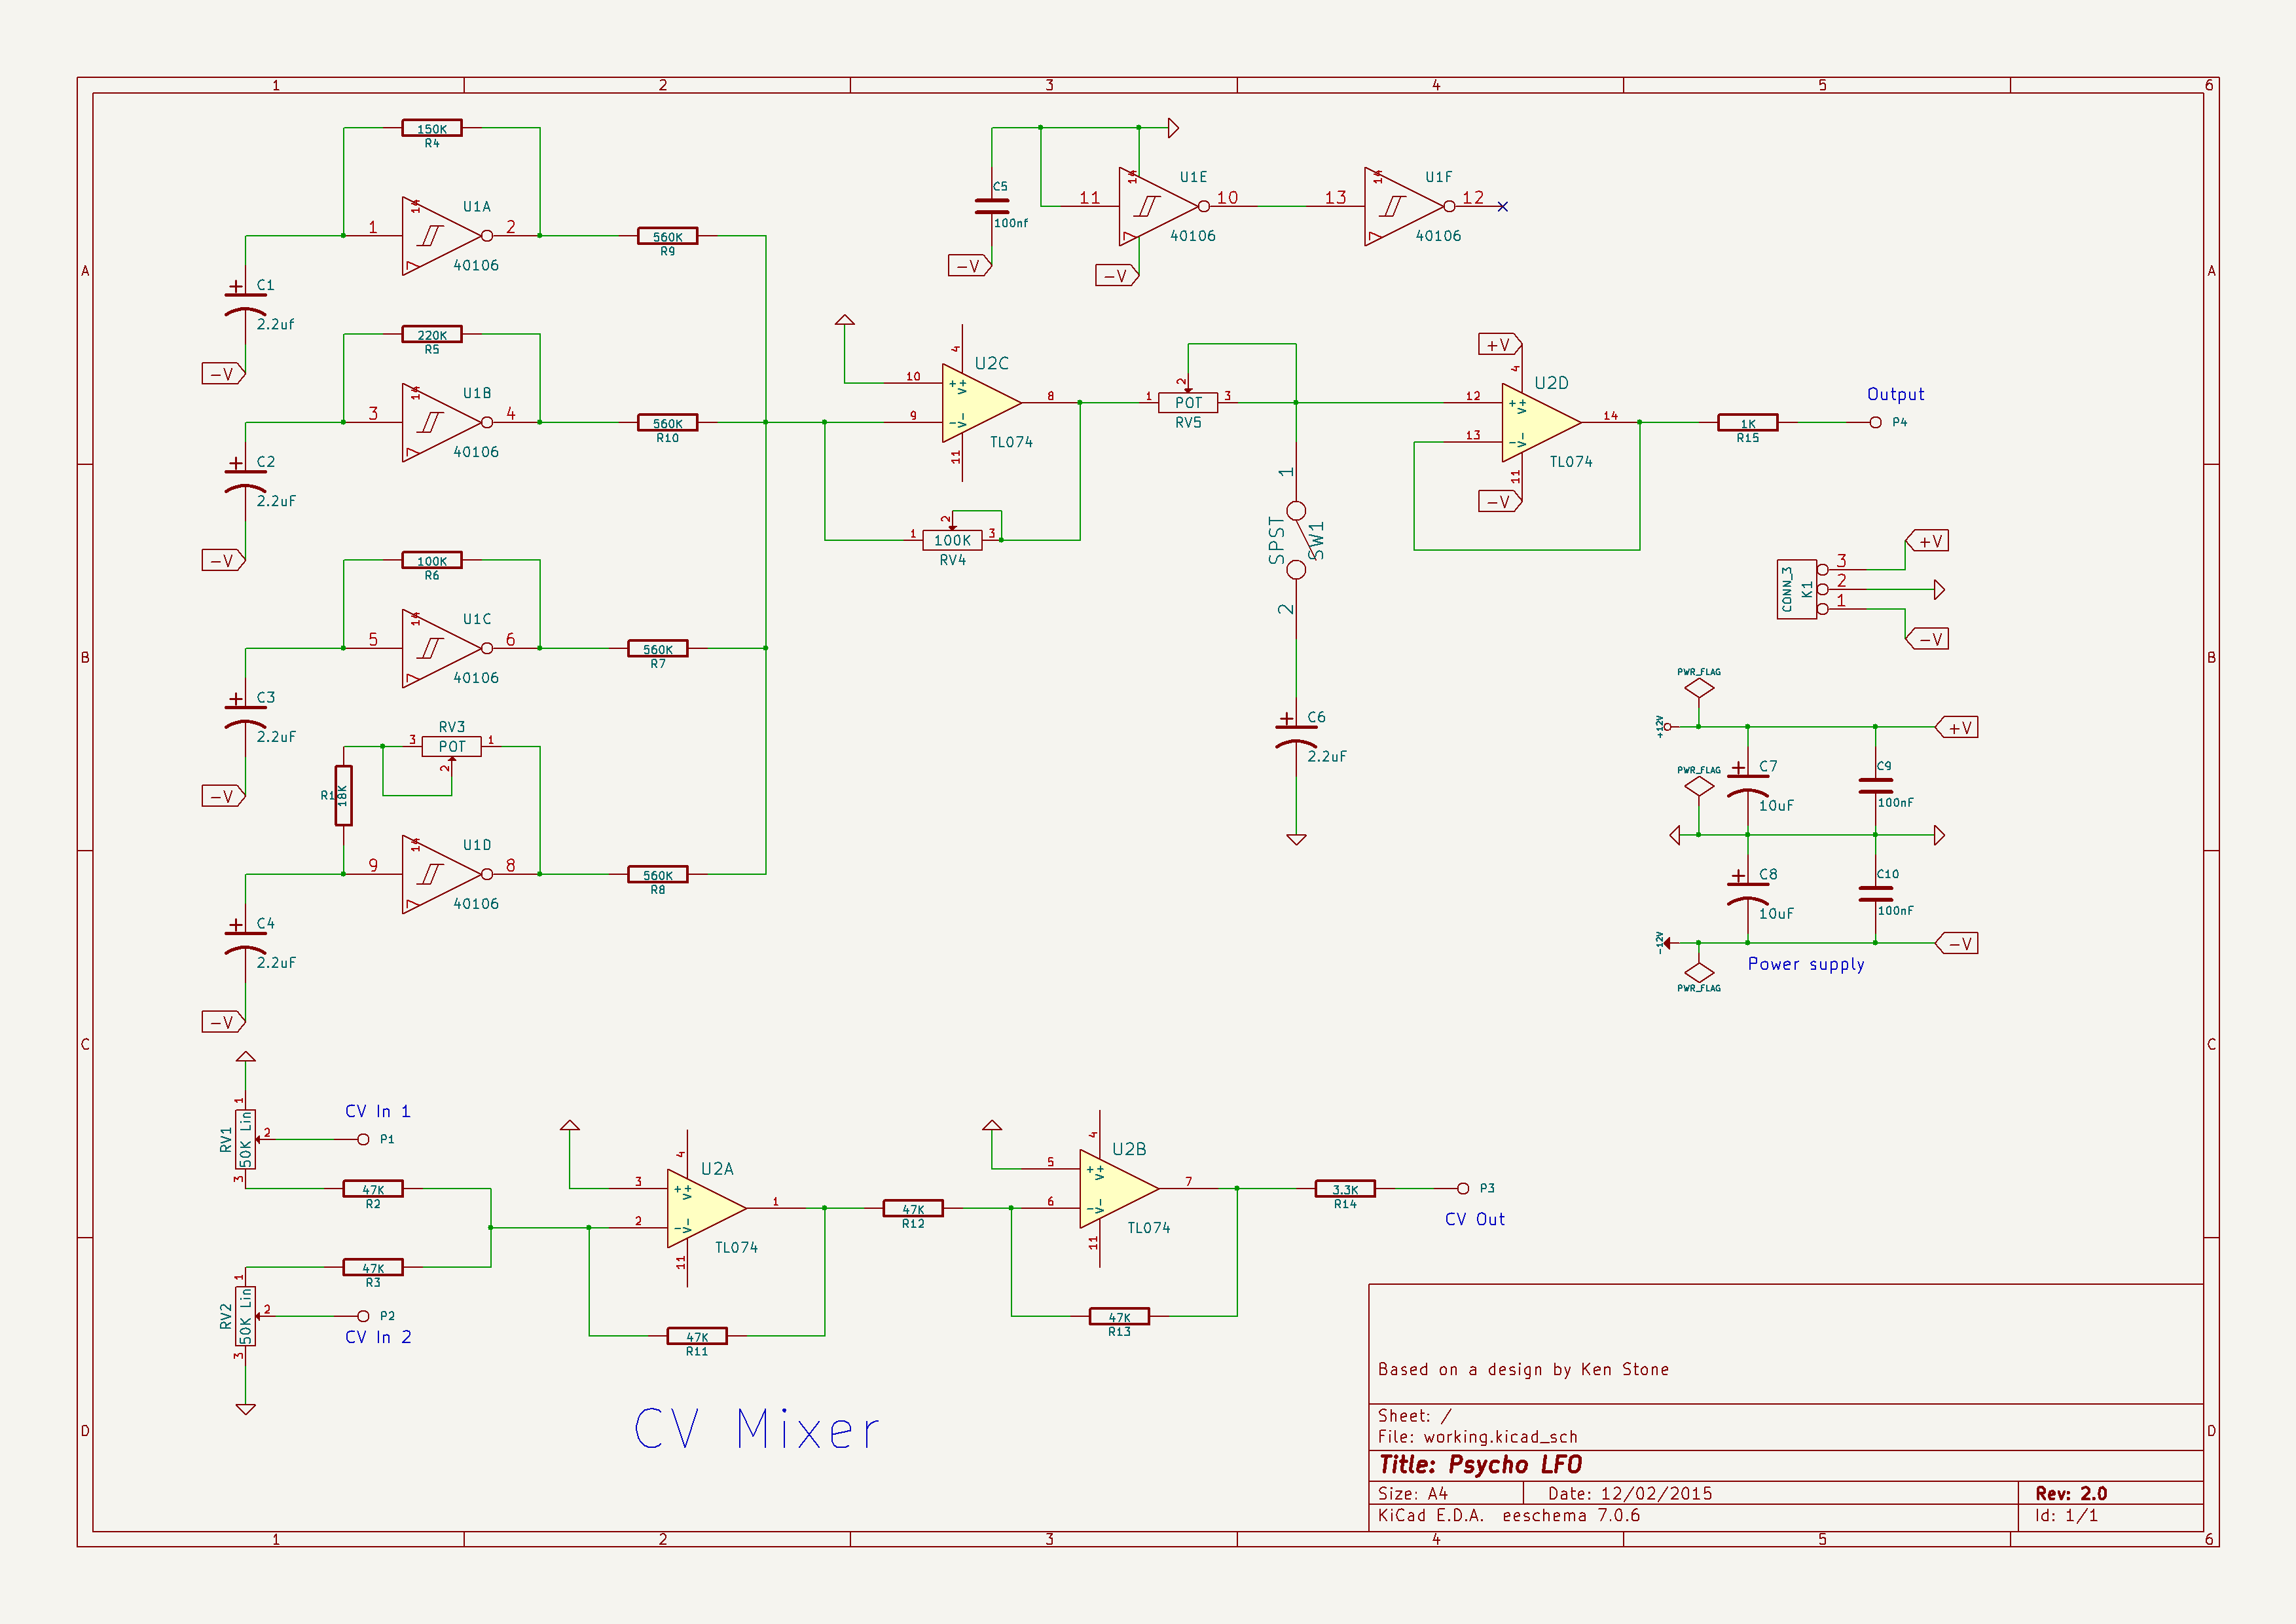 1 2 3 4 5 6
A
B
C
D
A
B
C
D
1 2 3 4 5 6
150K
R4
14
U1A
1
2
7
40106
560K
R9
C1
2.2uf
-V
220K
R5
14
U1B
3
4
7
40106
560K
R10
C2
2.2uF
-V
100K
R6
14
U1C
5
6
7
40106
560K
R7
C3
2.2uF
-V
RV3
3
POT
1
2
R1
18K
14
U1D
9
8
7
40106
560K
R8
C4
2.2uF
-V
C5
100nf
-V
14
U1E
11
10
7
40106
-V
14
U1F
13
12
7
40106
4
U2C
10
+
V+
8
9
-
V-
TL074
11
2
1
100K
3
RV4
2
1
POT
3
RV5
1
SPST
SW1
2
C6
2.2uF
+V
4
U2D
12
+
V+
14
13
-
V-
TL074
11
-V
1K
R15
Output
P4
CONN_3
K1
3
2
1
+V
-V
PWR_FLAG
+12V
+V
C7
10uF
C9
100nF
PWR_FLAG
C8
10uF
C10
100nF
-12V
-V
Power supply
PWR_FLAG
1
RV1
50K Lin
2
3
CV In 1
P1
47K
R2
47K
R3
1
RV2
50K Lin
2
3
P2
CV In 2
4
U2A
3
+
V+
1
2
-
V-
TL074
11
47K
R11
47K
R12
4
U2B
5
+
V+
7
6
-
V-
TL074
11
47K
R13
3.3K
R14
P3
CV Out
CV Mixer
Based on a design by Ken Stone
Sheet: /
File: working.kicad_sch
Title: Psycho LFO
Size: A4
Date: 12/02/2015
Rev: 2.0
KiCad E.D.A. eeschema 7.0.6
Id: 1/1